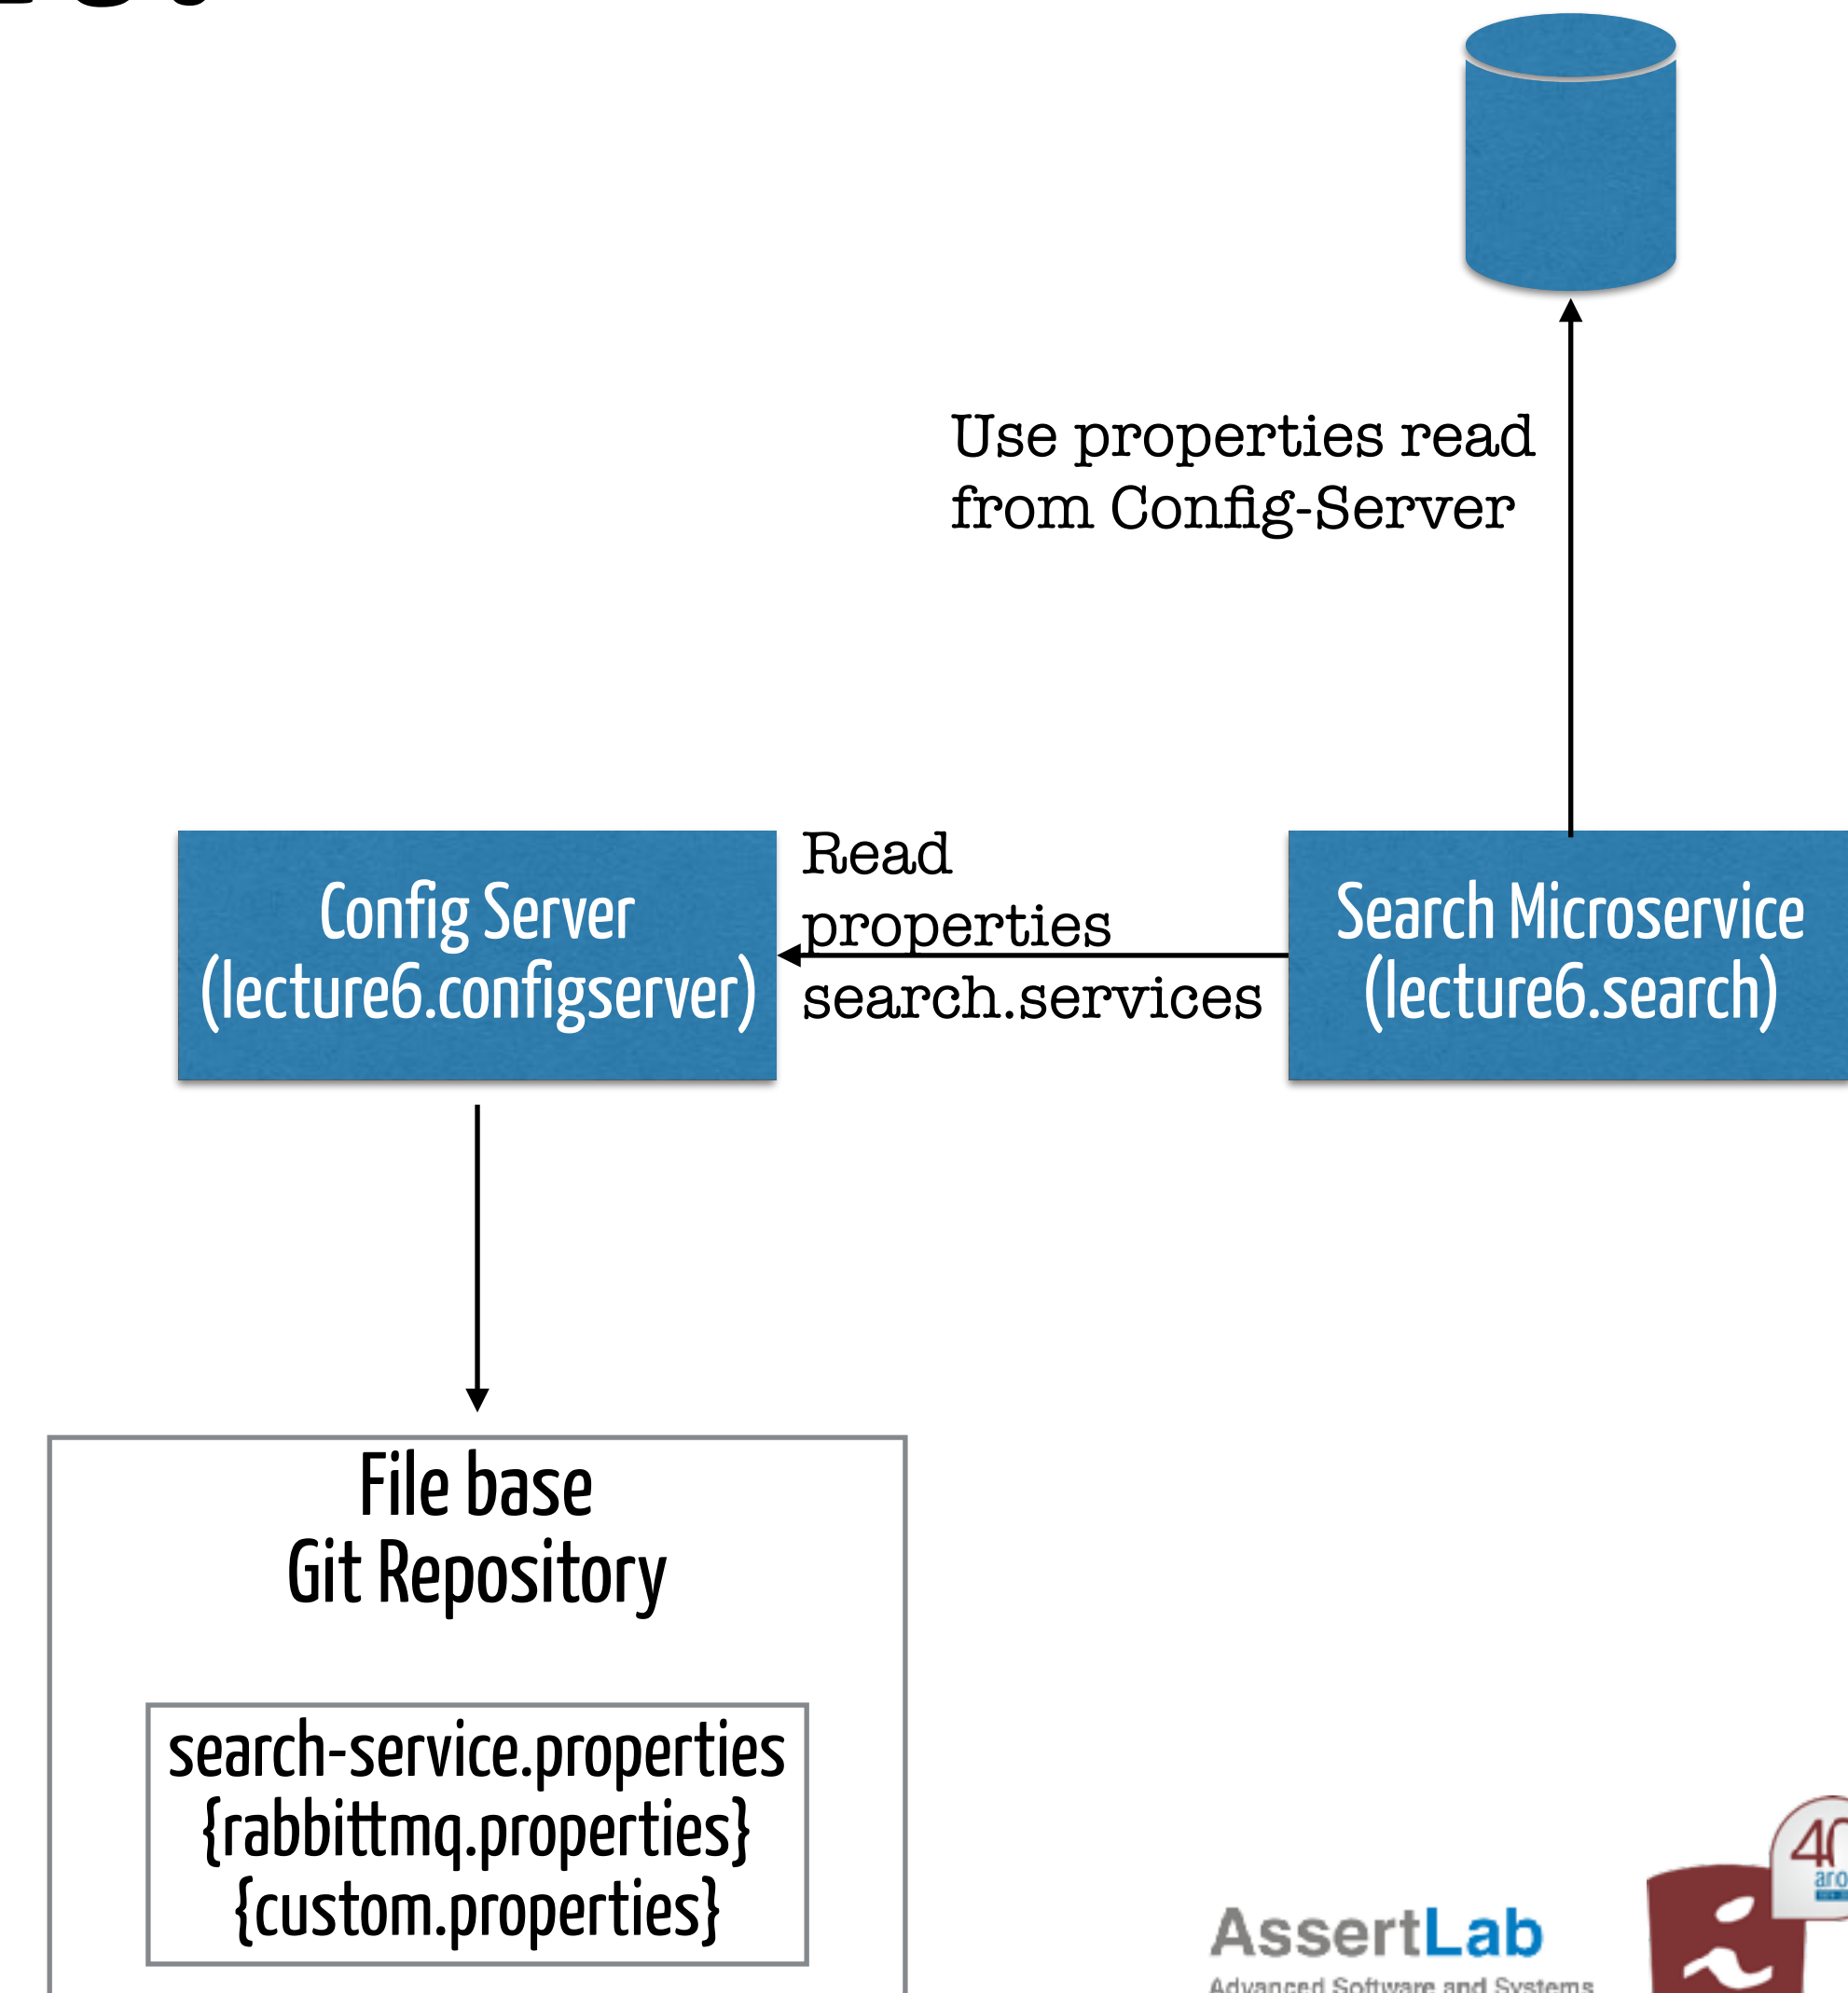 Use properties read
from Config-Server
Config Server
(lecture6.configserver)
Read
properties
search.services
Search Microservice
(lecture6.search)
File base
Git Repository
search-service.properties
{rabbittmq.properties}
{custom.properties}
AssertLab
Advanced Software and Systems
40